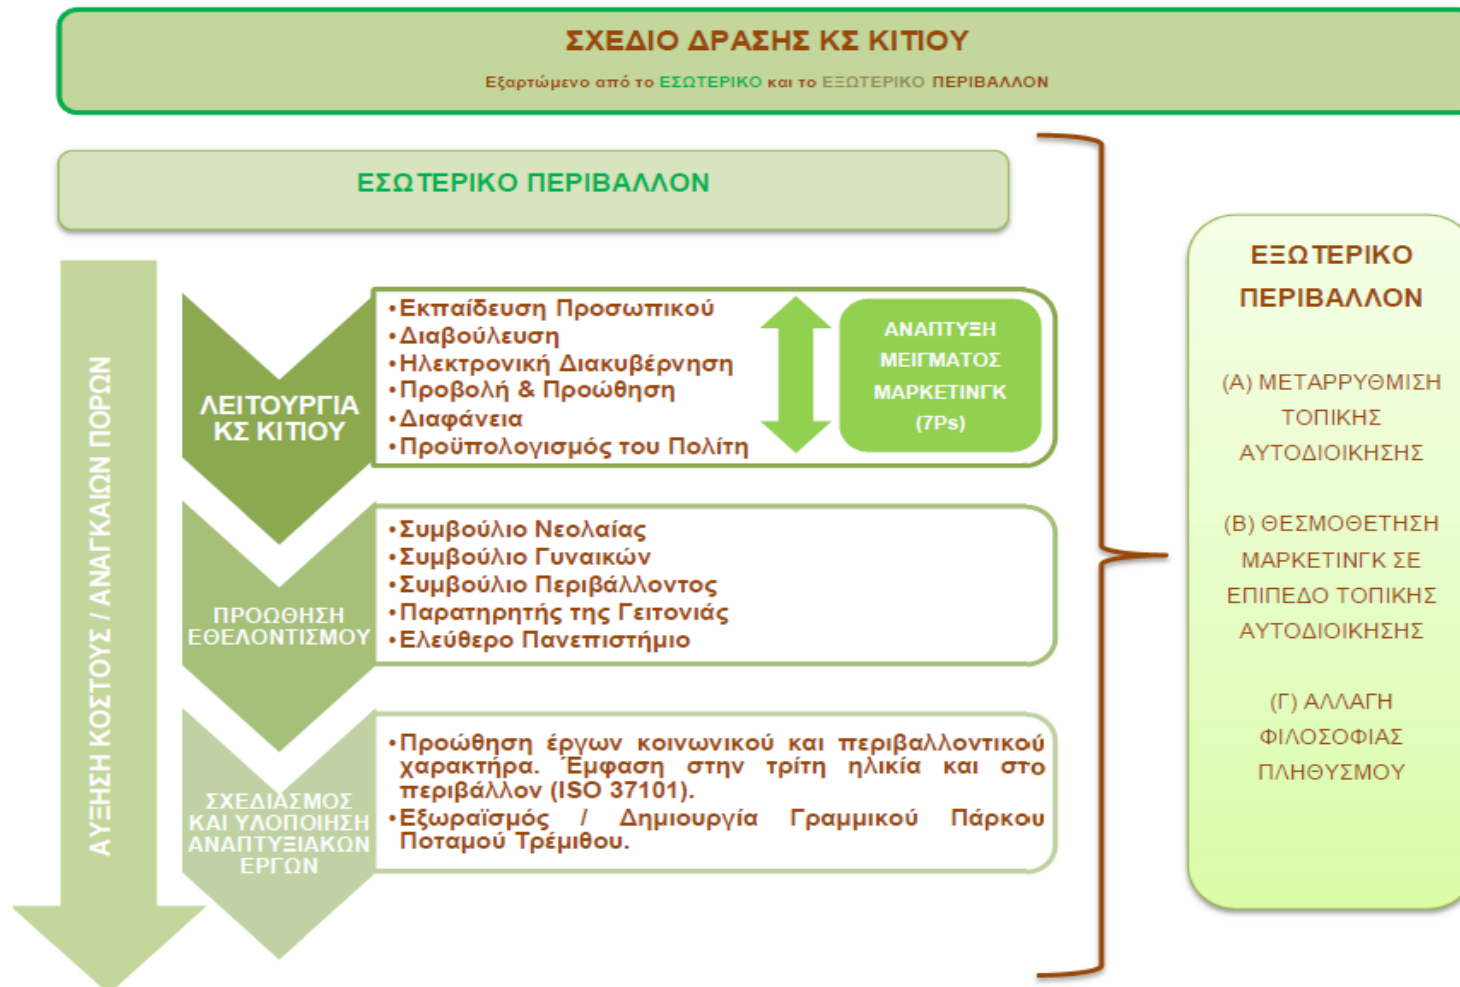 ΣΧΕΔΙΟ ΔΡΑΣΗΣ ΚΣ ΚΙΤΙΟΥ
Εξαρτώμενο από το ΕΣΩΤΕΡΙΚΟ και το ΕΞΩΤΕΡΙΚΟ ΠΕΡΙΒΑΛΛΟΝ
ΕΣΩΤΕΡΙΚΟ ΠΕΡΙΒΑΛΛΟΝ
ΑΥΞΗΣΗ ΚΟΣΤΟΥΣ / ΑΝΑΓΚΑΙΩΝ ΠΟΡΩΝ
ΛΕΙΤΟΥΡΓΙΑ
ΚΣ ΚΙΤΙΟΥ
•Εκπαίδευση Προσωπικού
•Διαβούλευση
•Ηλεκτρονική Διακυβέρνηση
•Προβολή & Προώθηση
•Διαφάνεια
•Προϋπολογισμός του Πολίτη
ΑΝΑΠΤΥΞΗ
ΜΕΙΓΜΑΤΟΣ
ΜΑΡΚΕΤΙΝΓΚ
(7Ps)
ΠΡΟΩΘΗΣΗ
ΕΘΕΛΟΝΤΙΣΜΟΥ
•Συμβούλιο Νεολαίας
•Συμβούλιο Γυναικών
•Συμβούλιο Περιβάλλοντος
•Παρατηρητής της Γειτονιάς
•Ελεύθερο Πανεπιστήμιο
ΣΧΕΔΙΑΣΜΟΣ
ΚΑΙ ΥΛΟΠΟΙΗΣΗ
ΑΝΑΠΤΥΞΙΑΚΩΝ
ΕΡΓΩΝ
•Προώθηση έργων κοινωνικού και περιβαλλοντικού
χαρακτήρα. Έμφαση στην τρίτη ηλικία και στο
περιβάλλον (ISO 37101).
•Εξωραϊσμός / Δημιουργία Γραμμικού Πάρκου
Ποταμού Τρέμιθου.
ΕΞΩΤΕΡΙΚΟ
ΠΕΡΙΒΑΛΛΟΝ
(Α) ΜΕΤΑΡΡΥΘΜΙΣΗ
ΤΟΠΙΚΗΣ
ΑΥΤΟΔΙΟΙΚΗΣΗΣ
(Β) ΘΕΣΜΟΘΕΤΗΣΗ
ΜΑΡΚΕΤΙΝΓΚ ΣΕ
ΕΠΙΠΕΔΟ ΤΟΠΙΚΗΣ
ΑΥΤΟΔΙΟΙΚΗΣΗΣ
(Γ) ΑΛΛΑΓΗ
ΦΙΛΟΣΟΦΙΑΣ
ΠΛΗΘΥΣΜΟΥ